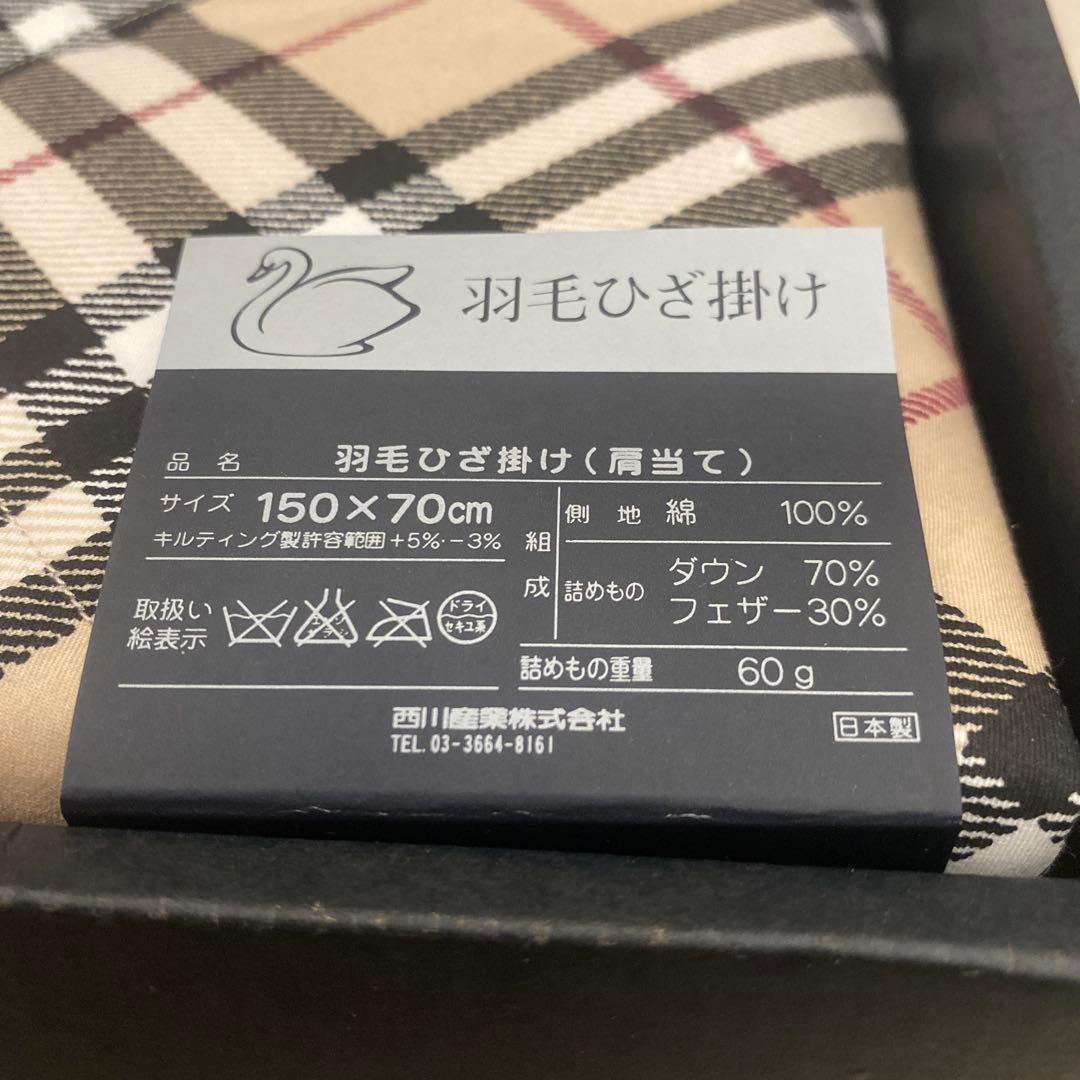 羽毛ひざ掛け
品名 羽毛ひざ掛け(肩当て)
サイズ 150×70cm
キルティング製許容範囲+5%·−3%
取扱い
絵表示
ドライ
セキユ系
組成
側地 綿 100%
詰めもの
ダウン 70%
フェザー30%
詰めもの重量 60g
西川産業株式会社
TEL. 03-3664-8161
日本製